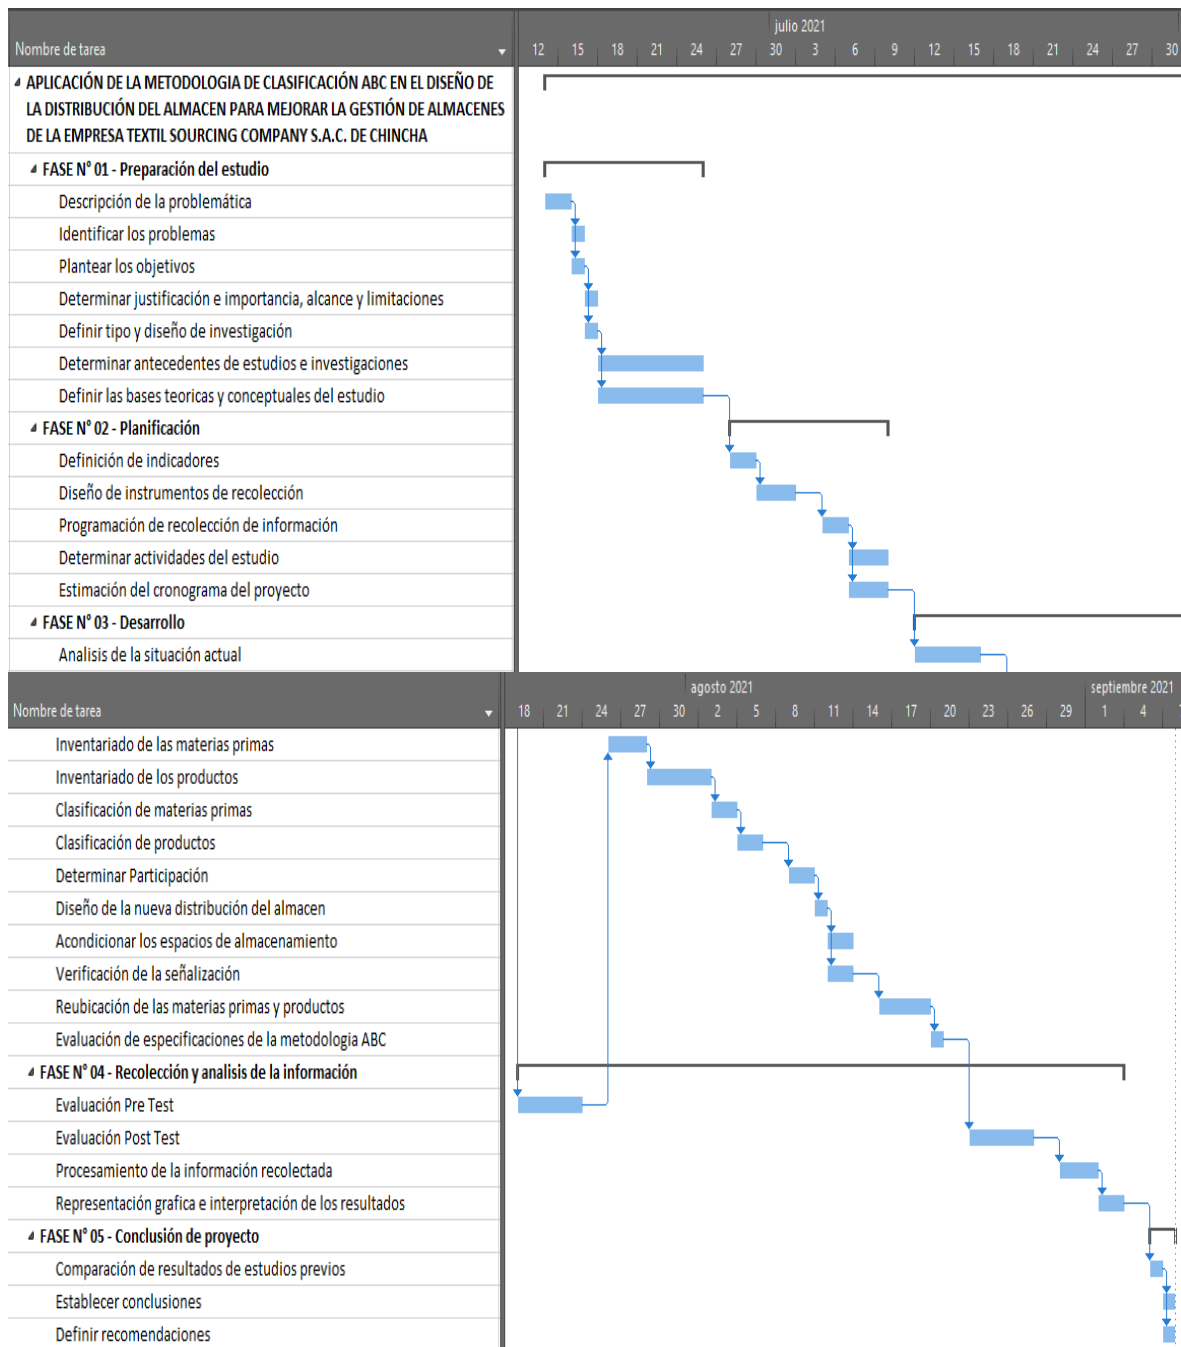 julio 2021
Nombre de tarea
12 15 18 21 24 27 30 3 6 9 12 15 18 21 24 27 30
APLICACIÓN DE LA METODOLOGIA DE CLASIFICACIÓN ABC EN EL DISEÑO DE
LA DISTRIBUCIÓN DEL ALMACEN PARA MEJORAR LA GESTIÓN DE ALMACENES
DE LA EMPRESA TEXTIL SOURCING COMPANY S.A.C. DE CHINCHA
FASE N° 01 - Preparación del estudio
Descripción de la problemática
Identificar los problemas
Plantear los objetivos
Determinar justificación e importancia, alcance y limitaciones
Definir tipo y diseño de investigación
Determinar antecedentes de estudios e investigaciones
Definir las bases teoricas y conceptuales del estudio
FASE N° 02 - Planificación
Definición de indicadores
Diseño de instrumentos de recolección
Programación de recolección de información
Determinar actividades del estudio
Estimación del cronograma del proyecto
FASE N° 03 - Desarrollo
Analisis de la situación actual
agosto 2021 septiembre 2021
Nombre de tarea
18 21 24 27 30 2 5 8 11 14 17 20 23 26 29 1 4 7
Inventariado de las materias primas
Inventariado de los productos
Clasificación de materias primas
Clasificación de productos
Determinar Participación
Diseño de la nueva distribución del almacen
Acondicionar los espacios de almacenamiento
Verificación de la señalización
Reubicación de las materias primas y productos
Evaluación de especificaciones de la metodologia ABC
FASE N° 04 - Recolección y analisis de la información
Evaluación Pre Test
Evaluación Post Test
Procesamiento de la información recolectada
Representación grafica e interpretación de los resultados
FASE N° 05 - Conclusión de proyecto
Comparación de resultados de estudios previos
Establecer conclusiones
Definir recomendaciones